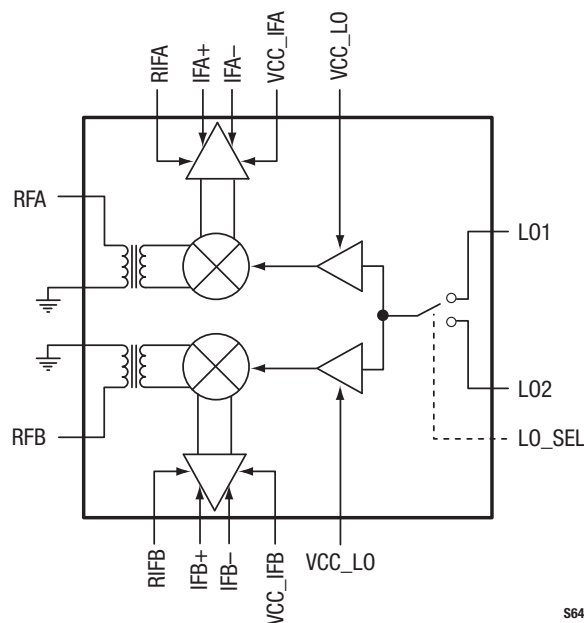 RIFA
IFA+
IFA–
VCC_IFA
VCC_LO
RFA
LO1
LO2
RFB
LO_SEL
RIFB
IFB+
IFB–
VCC_IFB
VCC_LO
S64